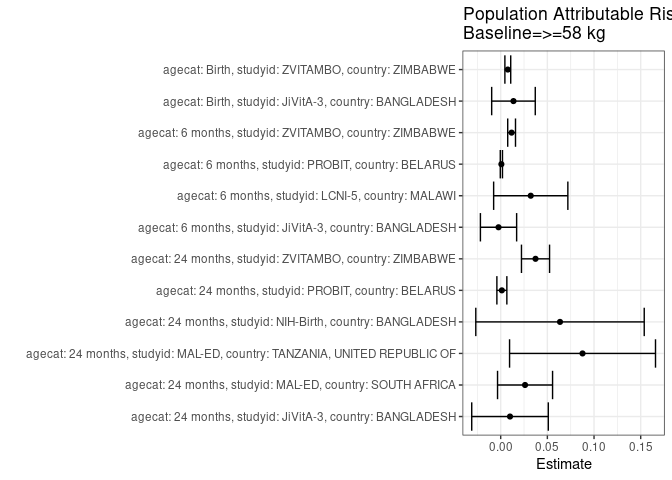 Population Attributable Ris
Baseline=>=58 kg
agecat: Birth, studyid: ZVITAMBO, country: ZIMBABWE
agecat: Birth, studyid: JiVitA-3, country: BANGLADESH
agecat: 6 months, studyid: ZVITAMBO, country: ZIMBABWE
agecat: 6 months, studyid: PROBIT, country: BELARUS
agecat: 6 months, studyid: LCNI-5, country: MALAWI
agecat: 6 months, studyid: JiVitA-3, country: BANGLADESH
agecat: 24 months, studyid: ZVITAMBO, country: ZIMBABWE
agecat: 24 months, studyid: PROBIT, country: BELARUS
agecat: 24 months, studyid: NIH-Birth, country: BANGLADESH
agecat: 24 months, studyid: MAL-ED, country: TANZANIA, UNITED REPUBLIC OF
agecat: 24 months, studyid: MAL-ED, country: SOUTH AFRICA
agecat: 24 months, studyid: JiVitA-3, country: BANGLADESH
0.00 0.05 0.10 0.15
Estimate